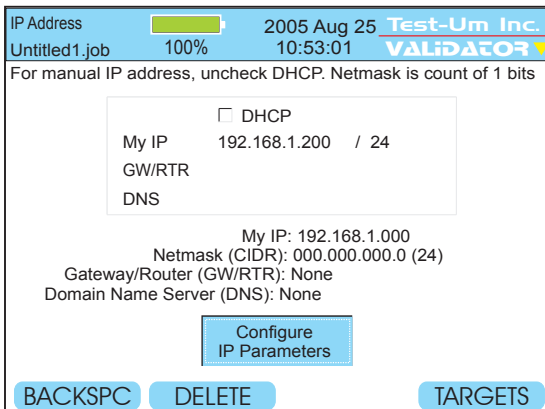 IP Address 2005 Aug 25 Test-Um Inc.
Untitled1.job 100% 10:53:01 VALiDATOR
For manual IP address, uncheck DHCP. Netmask is count of 1 bits
DHCP
My IP 192.168.1.200 / 24
GW/RTR
DNS
My IP: 192.168.1.000
Netmask (CIDR): 000.000.000.0 (24)
Gateway/Router (GW/RTR): None
Domain Name Server (DNS): None
Configure
IP Parameters
BACKSPC DELETE TARGETS